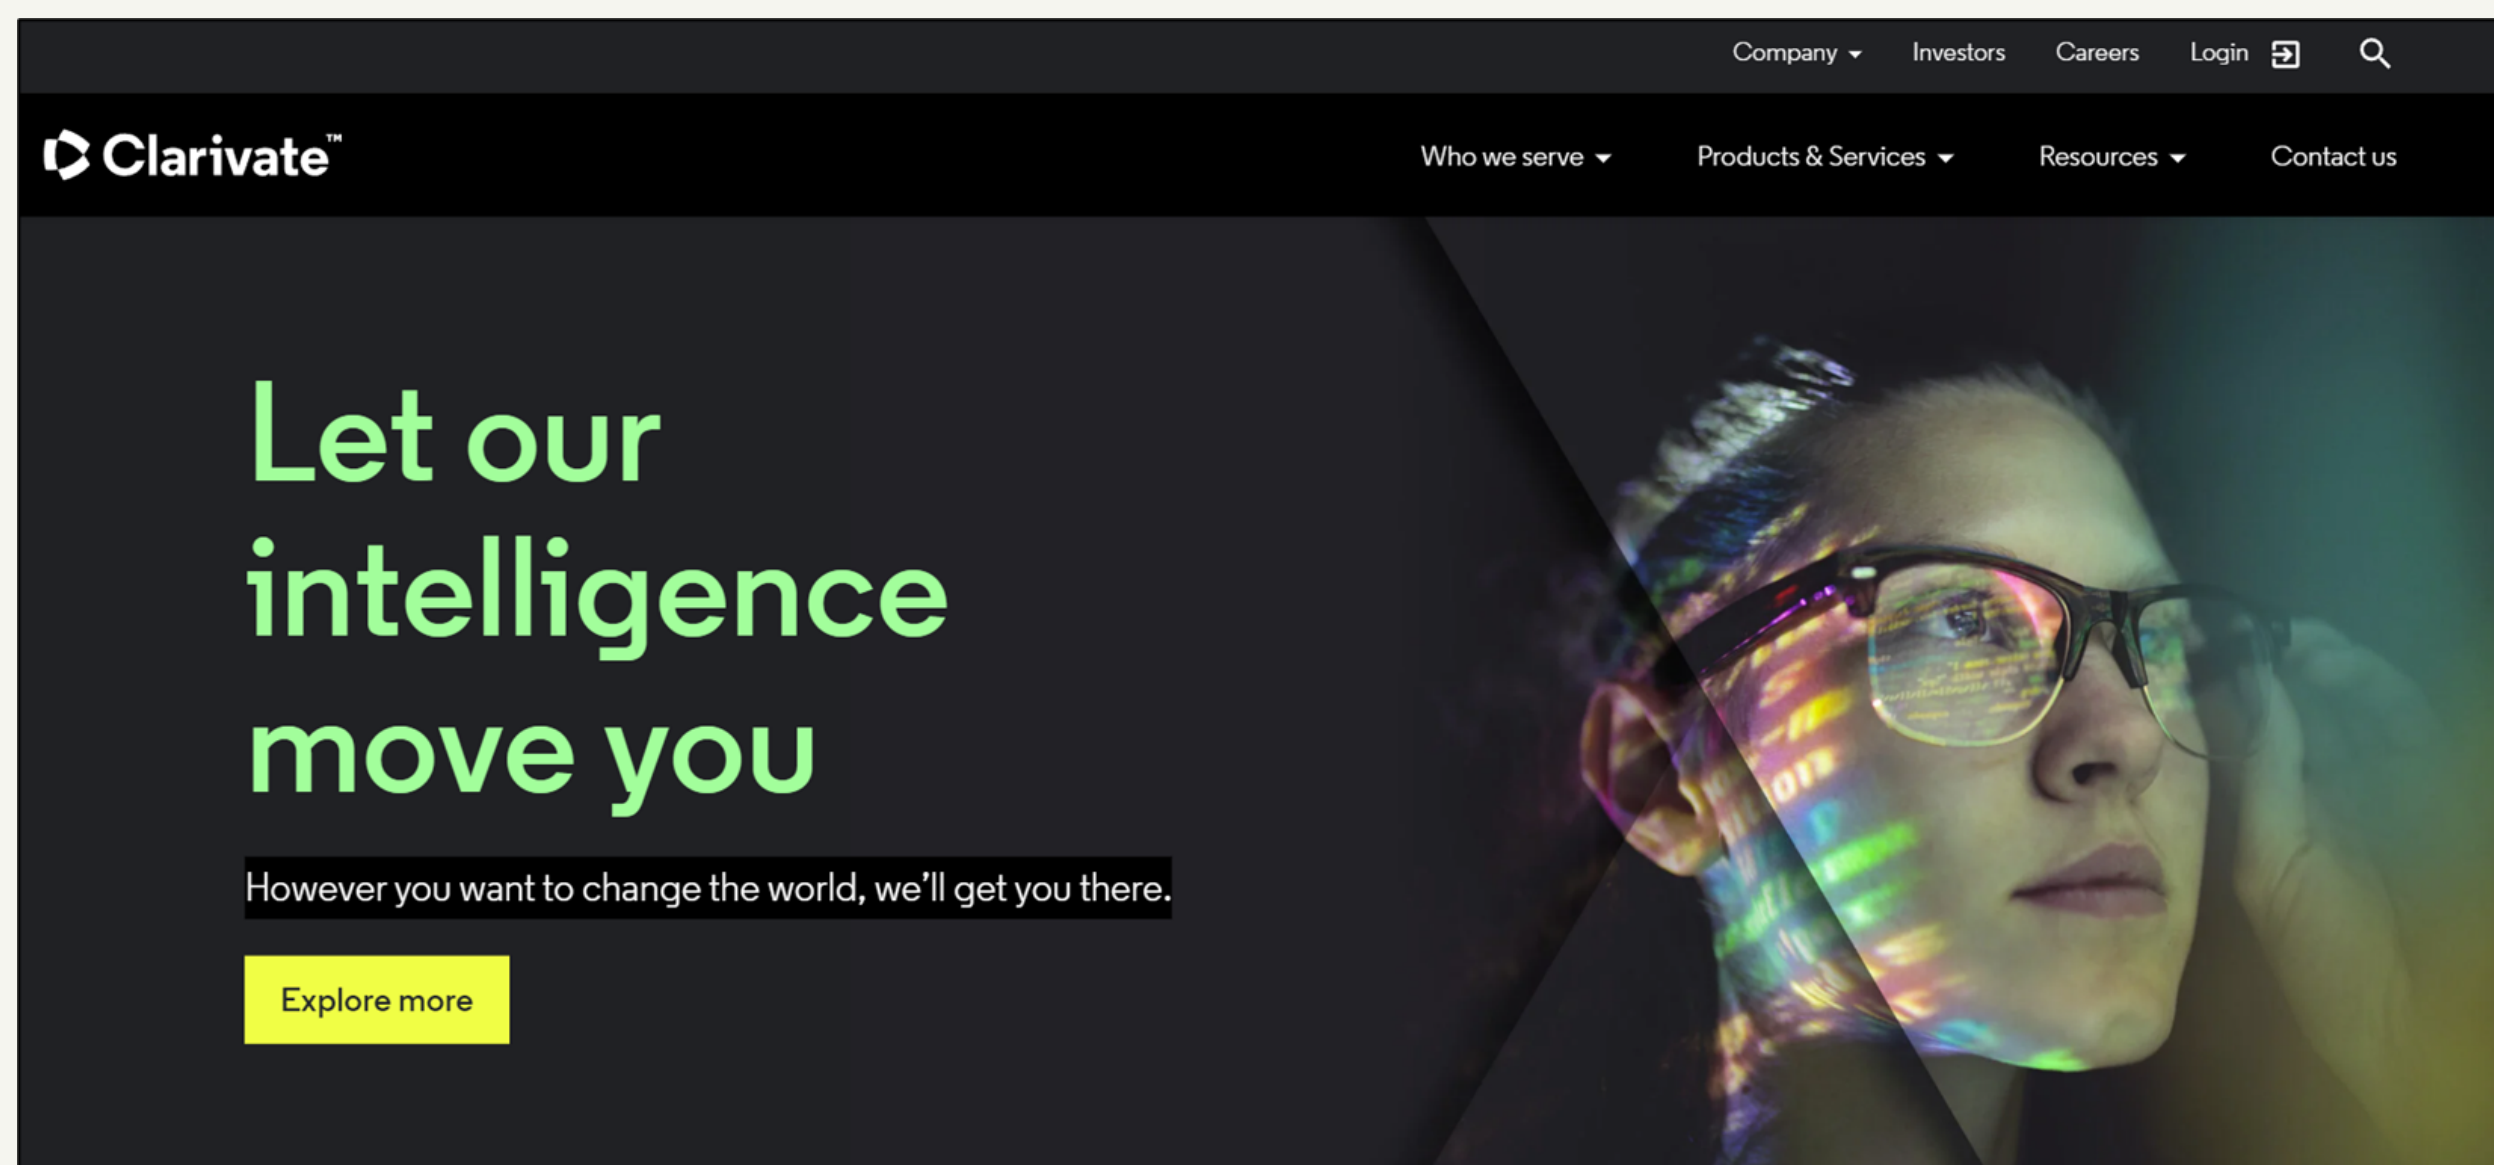 Company Investors Careers Login
Clarivate™ Who we serve Products & Services Resources Contact us
Let our
intelligence
move you
However you want to change the world, we’ll get you there.
Explore more